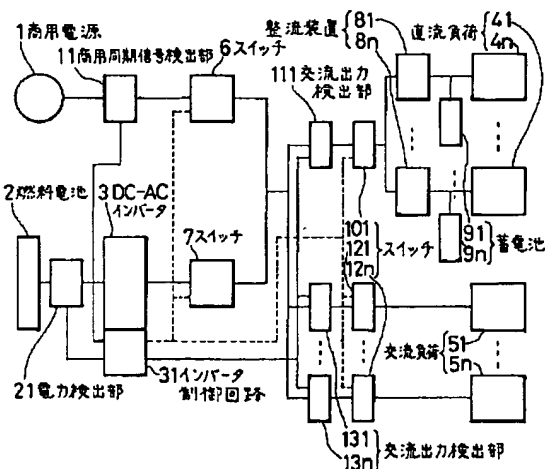 1商用電源
11商用同期信号検出部
6スイッチ
整流装置{81 8n
直流負荷{41 4n
111交流出力
検出部
2燃料電池
3DC-AC
インバータ
7スイッチ
101
121
12n}スイッチ
91
9n}蓄電池
交流負荷{51 5n
21電力検出部
31インバータ
制御回路
131
13n}交流出力検出部